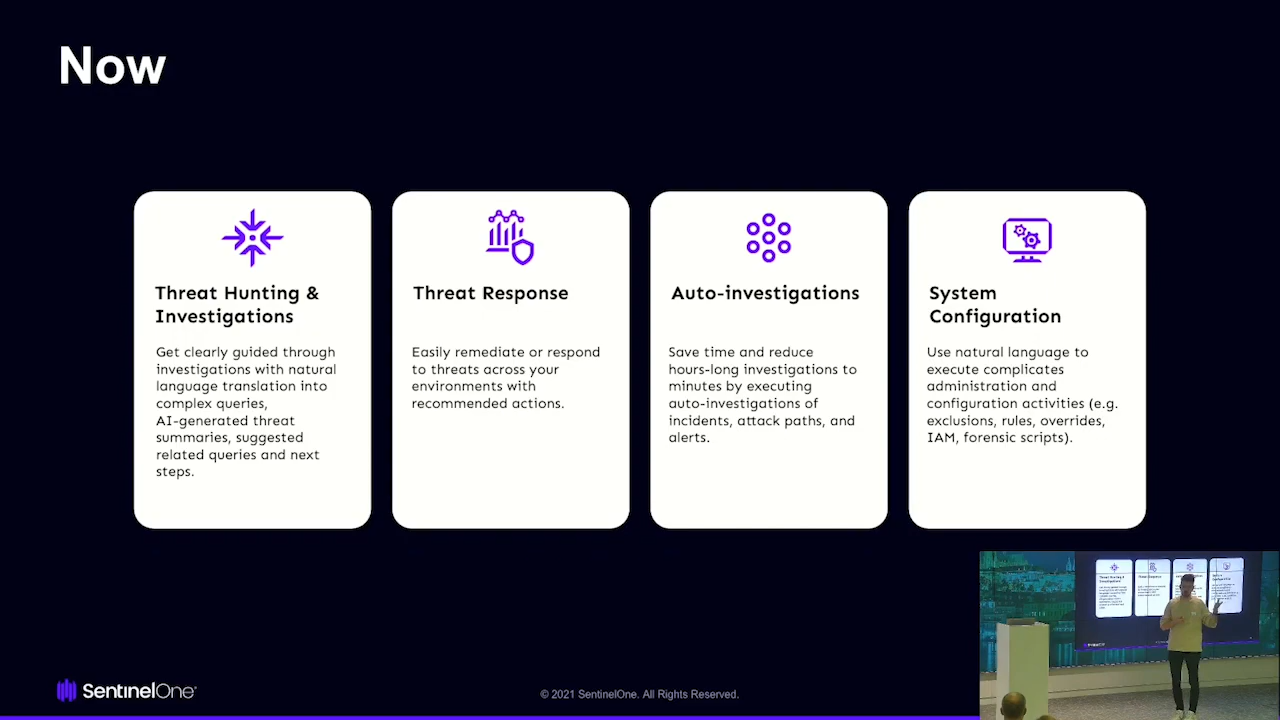 Now
Threat Hunting &
Investigations
Get clearly guided through
investigations with natural
language translation into
complex queries,
AI-generated threat
summaries, suggested
related queries and next
steps.
Threat Response
Easily remediate or respond
to threats across your
environments with
recommended actions.
Auto-investigations
Save time and reduce
hours-long investigations to
minutes by executing
auto-investigations of
incidents, attack paths, and
alerts.
System
Configuration
Use natural language to
execute complicates
administration and
configuration activities (e.g.
exclusions, rules, overrides,
IAM, forensic scripts).
SentinelOne
© 2021 SentinelOne. All Rights Reserved.